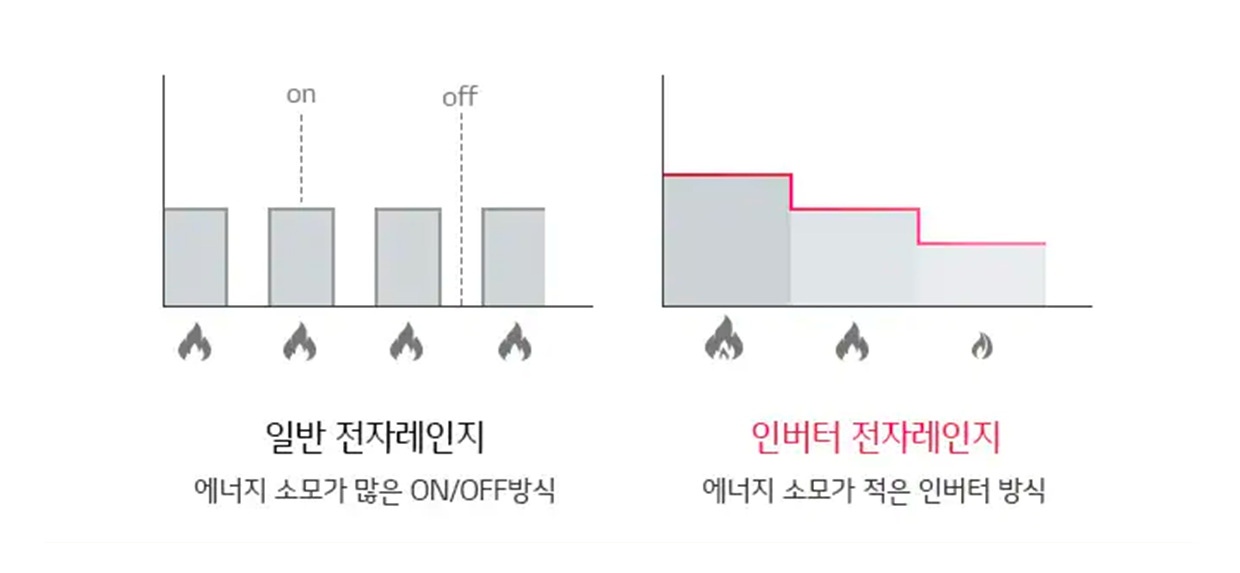 on
off
일반 전자레인지
에너지 소모가 많은 ON/OFF방식
인버터 전자레인지
에너지 소모가 적은 인버터 방식